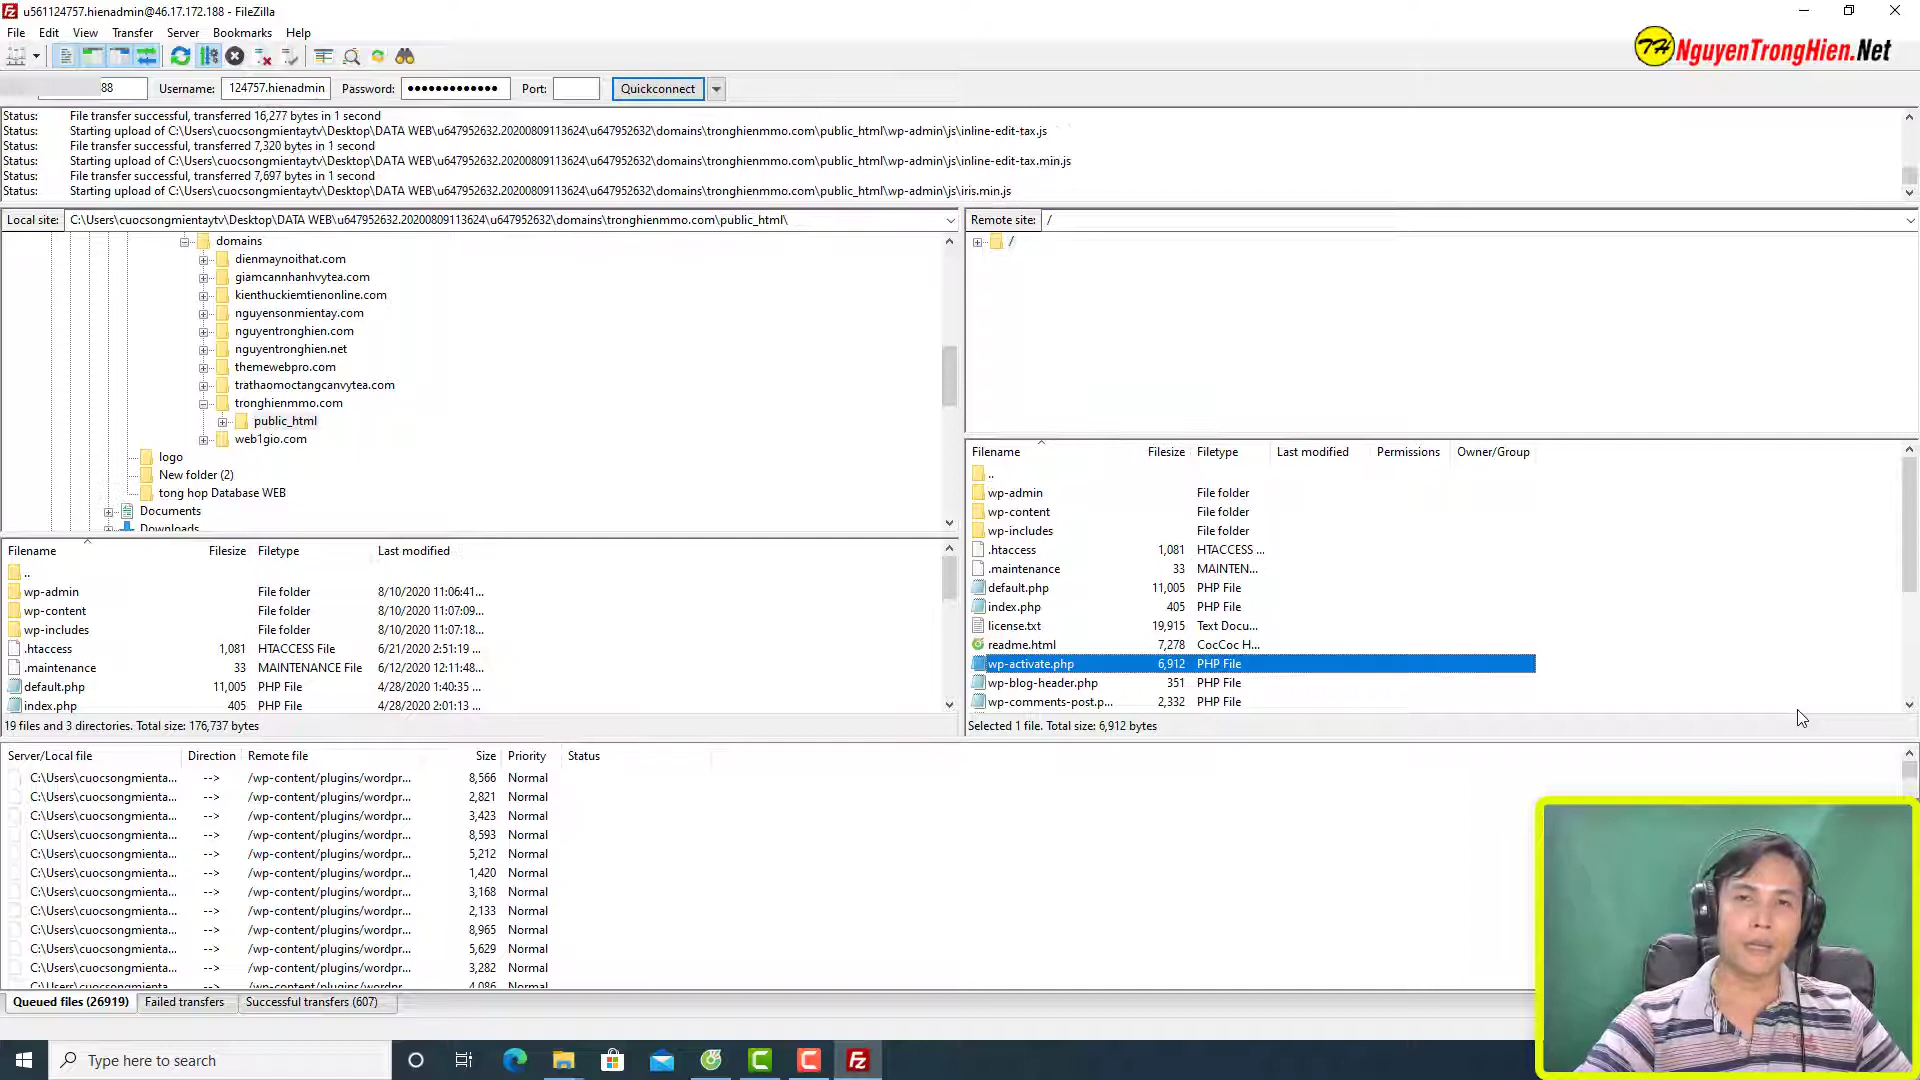 u561124757.hienadmin@46.17.172.188 - FileZilla
File Edit View Transfer Server Bookmarks Help
TH NguyenTrongHien.Net
88 Username: 124757.hienadmin Password: ●●●●●●●●●●●●● Port: Quickconnect
Status: File transfer successful, transferred 16,277 bytes in 1 second
Status: Starting upload of C:\Users\cuocsongmientaytv\Desktop\DATA WEB\u647952632.20200809113624\u647952632\domains\tronghienmmo.com\public_html\wp-admin\js\inline-edit-tax.js
Status: File transfer successful, transferred 7,320 bytes in 1 second
Status: Starting upload of C:\Users\cuocsongmientaytv\Desktop\DATA WEB\u647952632.20200809113624\u647952632\domains\tronghienmmo.com\public_html\wp-admin\js\inline-edit-tax.min.js
Status: File transfer successful, transferred 7,697 bytes in 1 second
Status: Starting upload of C:\Users\cuocsongmientaytv\Desktop\DATA WEB\u647952632.20200809113624\u647952632\domains\tronghienmmo.com\public_html\wp-admin\js\iris.min.js
Local site: C:\Users\cuocsongmientaytv\Desktop\DATA WEB\u647952632.20200809113624\u647952632\domains\tronghienmmo.com\public_html\
domains
dienmaynoithat.com
giamcannhanhvytea.com
kienthuckiemtienonline.com
nguyensonmientay.com
nguyentronghien.com
nguyentronghien.net
themewebpro.com
trathaomoctangcanvytea.com
tronghienmmo.com
public_html
web1gio.com
logo
New folder (2)
tong hop Database WEB
Documents
Downloads
Filename Filesize Filetype Last modified
..
wp-admin File folder 8/10/2020 11:06:41...
wp-content File folder 8/10/2020 11:07:09...
wp-includes File folder 8/10/2020 11:07:18...
.htaccess 1,081 HTACCESS File 6/21/2020 2:51:19 ...
.maintenance 33 MAINTENANCE File 6/12/2020 12:11:48...
default.php 11,005 PHP File 4/28/2020 1:40:35 ...
index.php 405 PHP File 4/28/2020 2:01:13 ...
19 files and 3 directories. Total size: 176,737 bytes
Remote site: /
/
Filename Filesize Filetype Last modified Permissions Owner/Group
..
wp-admin File folder
wp-content File folder
wp-includes File folder
.htaccess 1,081 HTACCESS ...
.maintenance 33 MAINTEN...
default.php 11,005 PHP File
index.php 405 PHP File
license.txt 19,915 Text Docu...
readme.html 7,278 CocCoc H...
wp-activate.php 6,912 PHP File
wp-blog-header.php 351 PHP File
wp-comments-post.p... 2,332 PHP File
Selected 1 file. Total size: 6,912 bytes
Server/Local file Direction Remote file Size Priority Status
C:\Users\cuocsongmienta... --> /wp-content/plugins/wordpr... 8,566 Normal
C:\Users\cuocsongmienta... --> /wp-content/plugins/wordpr... 2,821 Normal
C:\Users\cuocsongmienta... --> /wp-content/plugins/wordpr... 3,423 Normal
C:\Users\cuocsongmienta... --> /wp-content/plugins/wordpr... 8,593 Normal
C:\Users\cuocsongmienta... --> /wp-content/plugins/wordpr... 5,212 Normal
C:\Users\cuocsongmienta... --> /wp-content/plugins/wordpr... 1,420 Normal
C:\Users\cuocsongmienta... --> /wp-content/plugins/wordpr... 3,168 Normal
C:\Users\cuocsongmienta... --> /wp-content/plugins/wordpr... 2,133 Normal
C:\Users\cuocsongmienta... --> /wp-content/plugins/wordpr... 8,965 Normal
C:\Users\cuocsongmienta... --> /wp-content/plugins/wordpr... 5,629 Normal
C:\Users\cuocsongmienta... --> /wp-content/plugins/wordpr... 3,282 Normal
C:\Users\cuocsongmienta... --> /wp-content/plugins/wordpr... 4,086 Normal
Queued files (26919) Failed transfers Successful transfers (607)
Type here to search